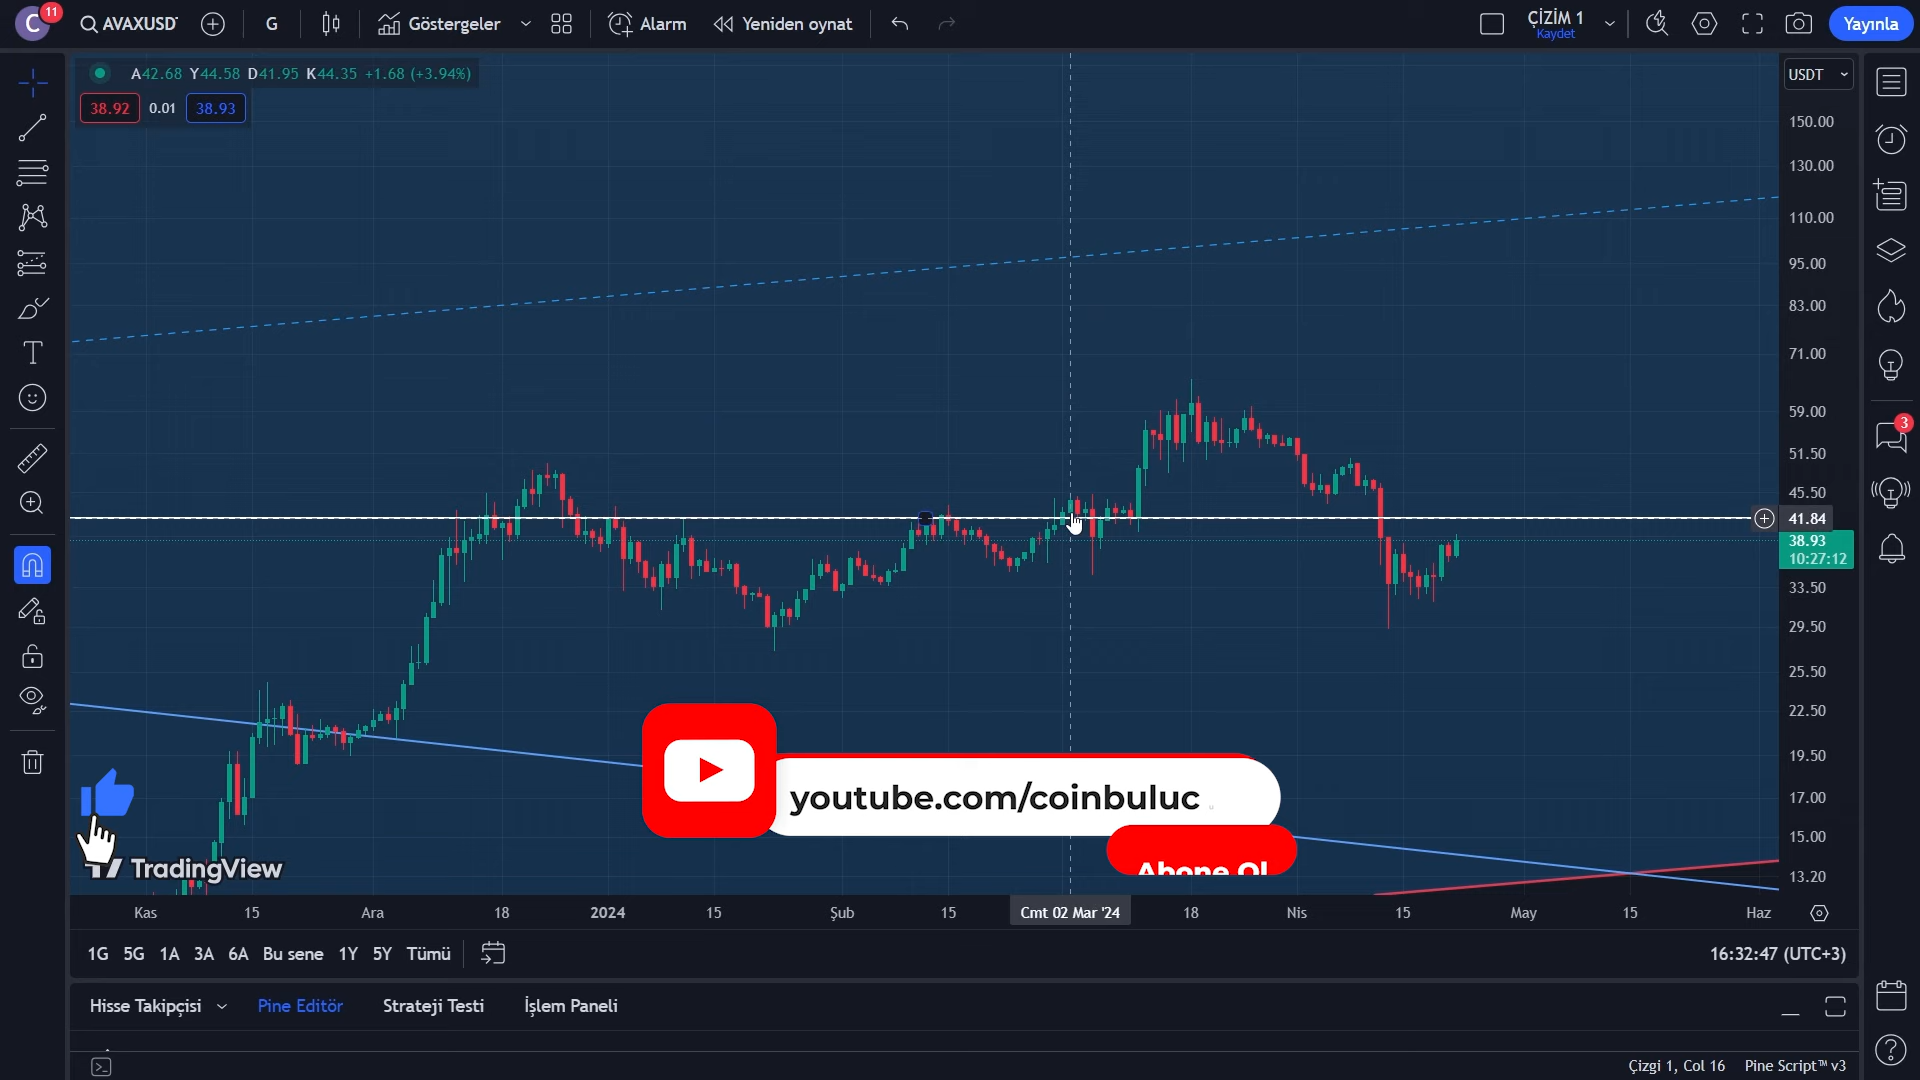 C 11 AVAXUSDT G Göstergeler Alarm Yeniden oynat ÇİZİM 1 Kaydet Yayınla
A42.68 Y44.58 D41.95 K44.35 +1.68 (+3.94%)
USDT
38.92 0.01 38.93
150.00
130.00
110.00
95.00
83.00
71.00
59.00
51.50
45.50
41.84
38.93
10:27:12
33.50
29.50
25.50
22.50
19.50
17.00
15.00
13.20
3
youtube.com/coinbuluc
Abone Ol
TradingView
Kas 15 Ara 18 2024 15 Şub 15 Cmt 02 Mar '24 18 Nis 15 May 15 Haz
1G 5G 1A 3A 6A Bu sene 1Y 5Y Tümü 16:32:47 (UTC+3)
Hisse Takipçisi Pine Editör Strateji Testi İşlem Paneli
Çizgi 1, Col 16 Pine Script™ v3